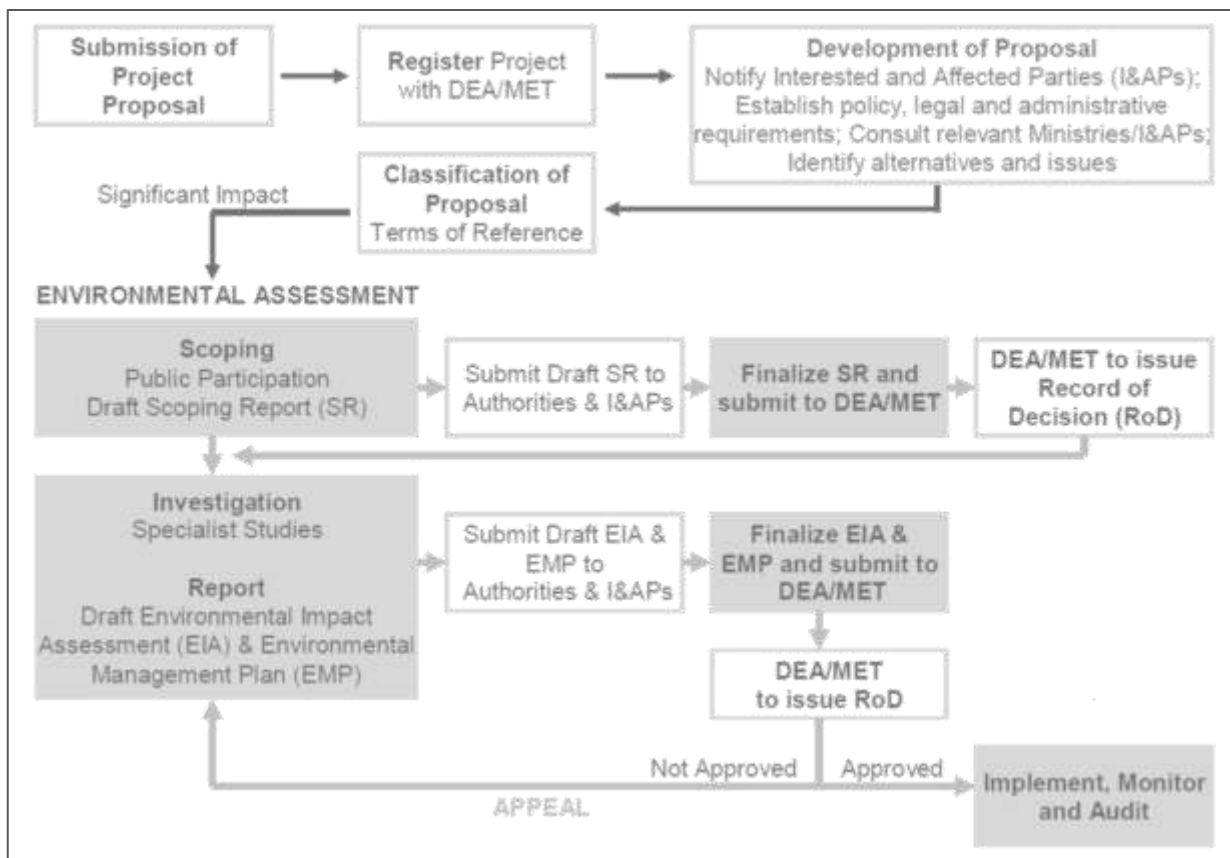 Submission of
Project
Proposal
Register Project
with DEA/MET
Development of Proposal
Notify Interested and Affected Parties (I&APs);
Establish policy, legal and administrative
requirements; Consult relevant Ministries/I&APs;
Identify alternatives and issues
Significant Impact
Classification of
Proposal
Terms of Reference
ENVIRONMENTAL ASSESSMENT
Scoping
Public Participation
Draft Scoping Report (SR)
Submit Draft SR to
Authorities & I&APs
Finalize SR and
submit to DEA/MET
DEA/MET to issue
Record of
Decision (RoD)
Investigation
Specialist Studies
Report
Draft Environmental Impact
Assessment (EIA) & Environmental
Management Plan (EMP)
Submit Draft EIA &
EMP to
Authorities & I&APs
Finalize EIA &
EMP and submit to
DEA/MET
DEA/MET
to issue RoD
Not Approved
Approved
APPEAL
Implement, Monitor
and Audit